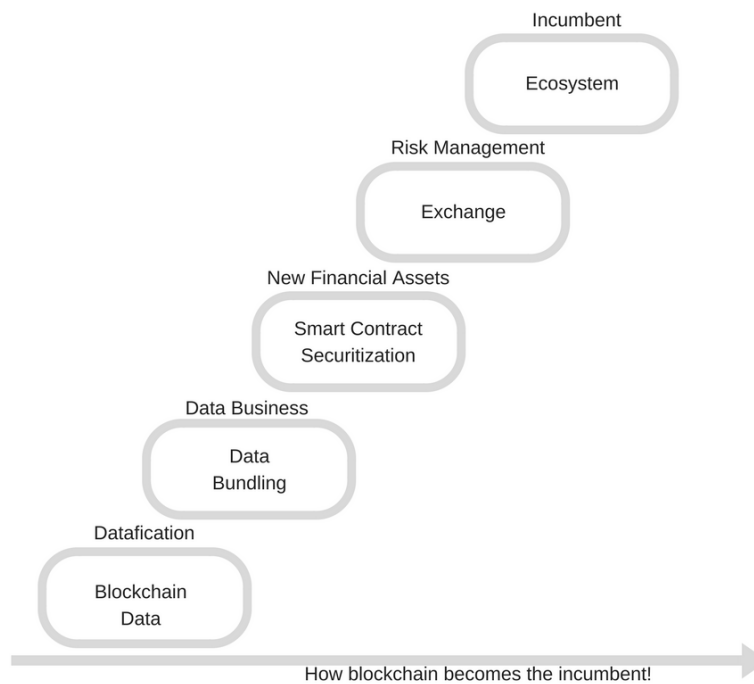 Incumbent
Ecosystem
Risk Management
Exchange
New Financial Assets
Smart Contract
Securitization
Data Business
Data
Bundling
Datafication
Blockchain
Data
How blockchain becomes the incumbent!